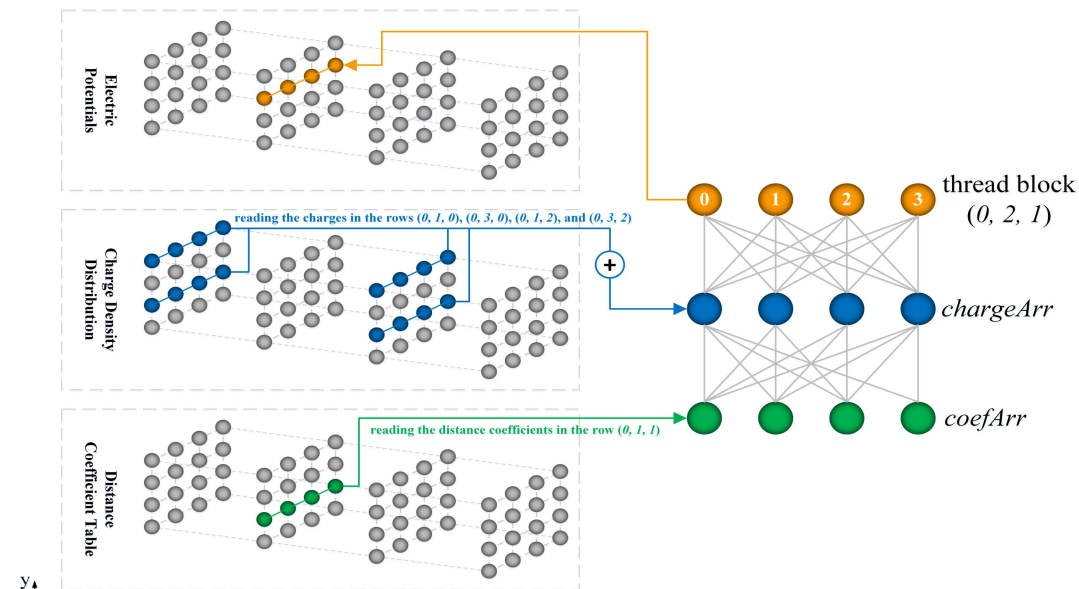 Electric
Potentials
0
1
2
3
thread block
(0, 2, 1)
reading the charges in the rows (0, 1, 0), (0, 3, 0), (0, 1, 2), and (0, 3, 2)
Charge Density
Distribution
+
chargeArr
reading the distance coefficients in the row (0, 1, 1)
coefArr
Distance
Coefficient Table
y